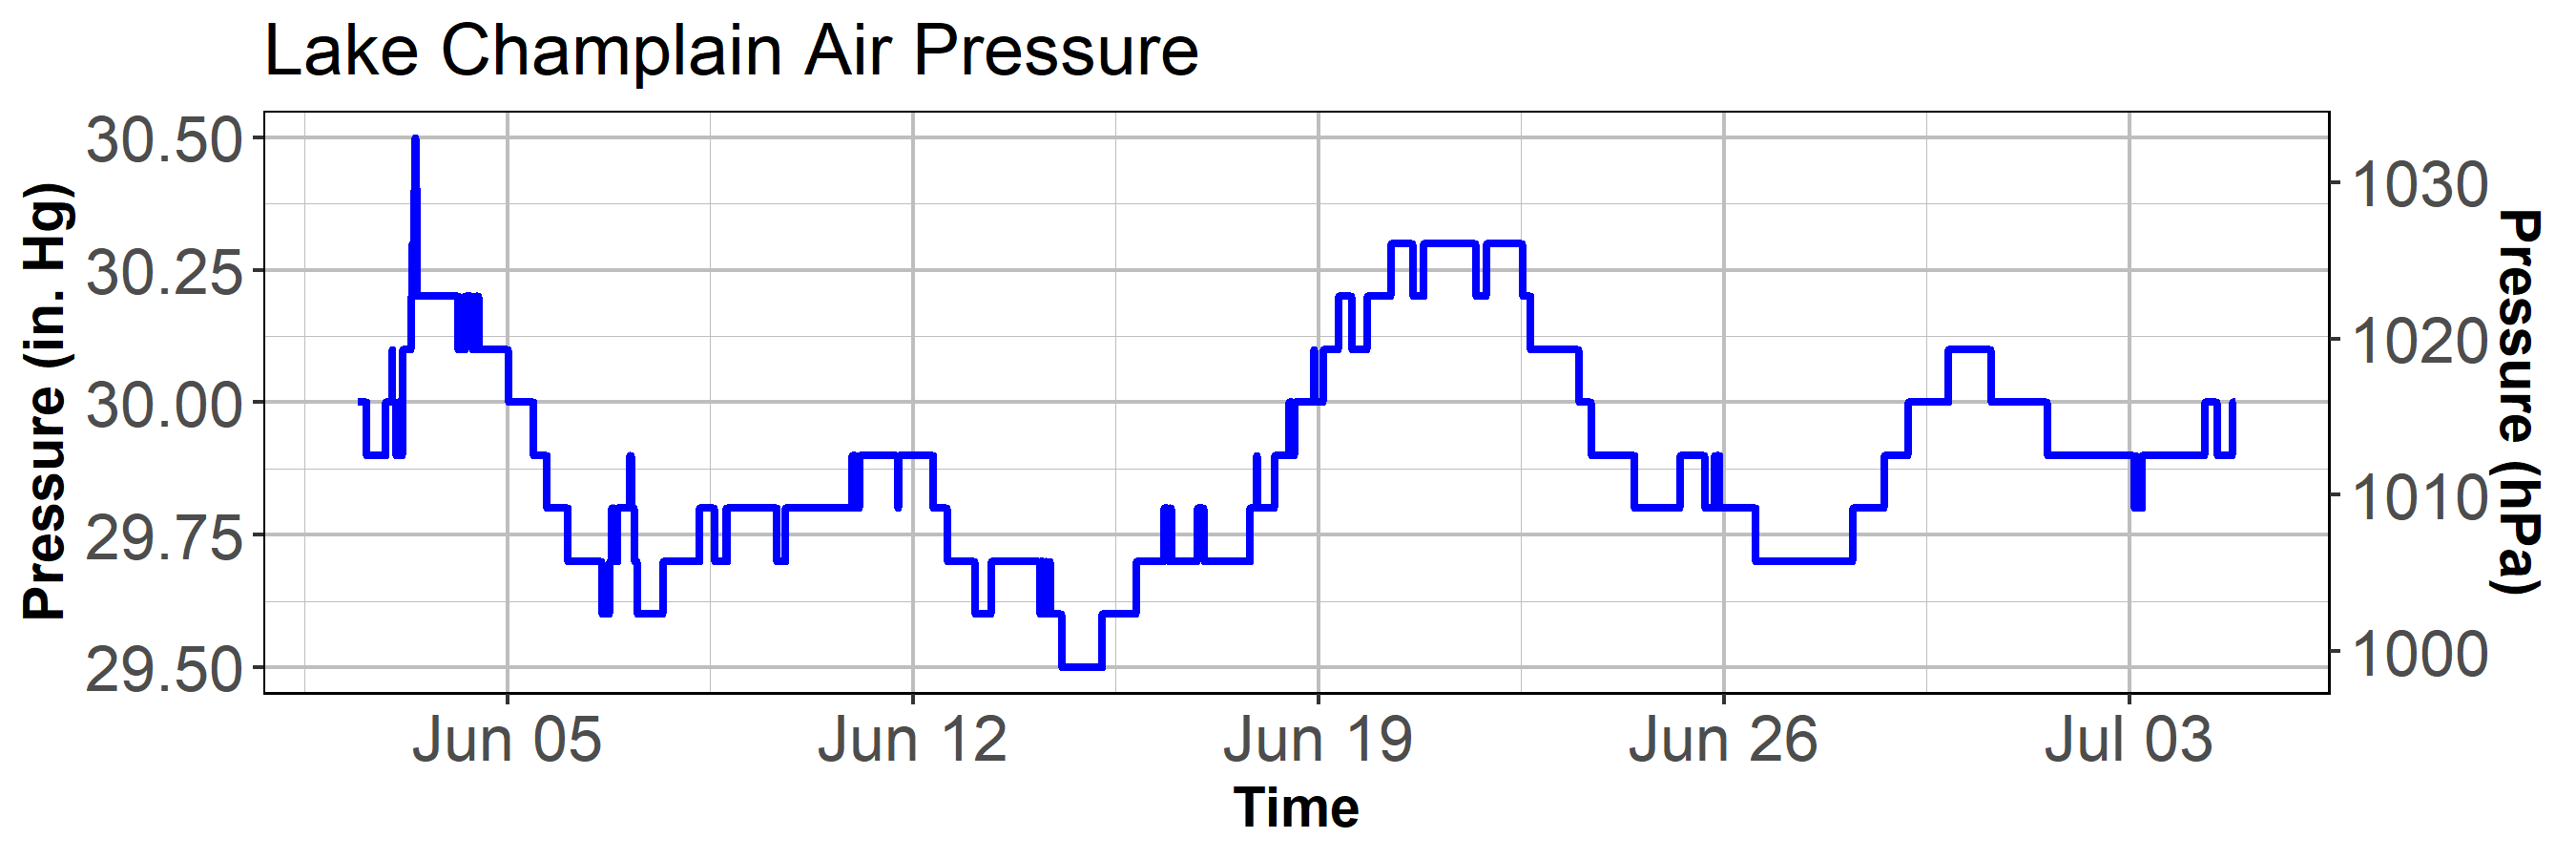 Lake Champlain Air Pressure
Pressure (in. Hg)
30.50
30.25
30.00
29.75
29.50
1030
1020
1010
1000
Pressure (hPa)
Jun 05 Jun 12 Jun 19 Jun 26 Jul 03
Time